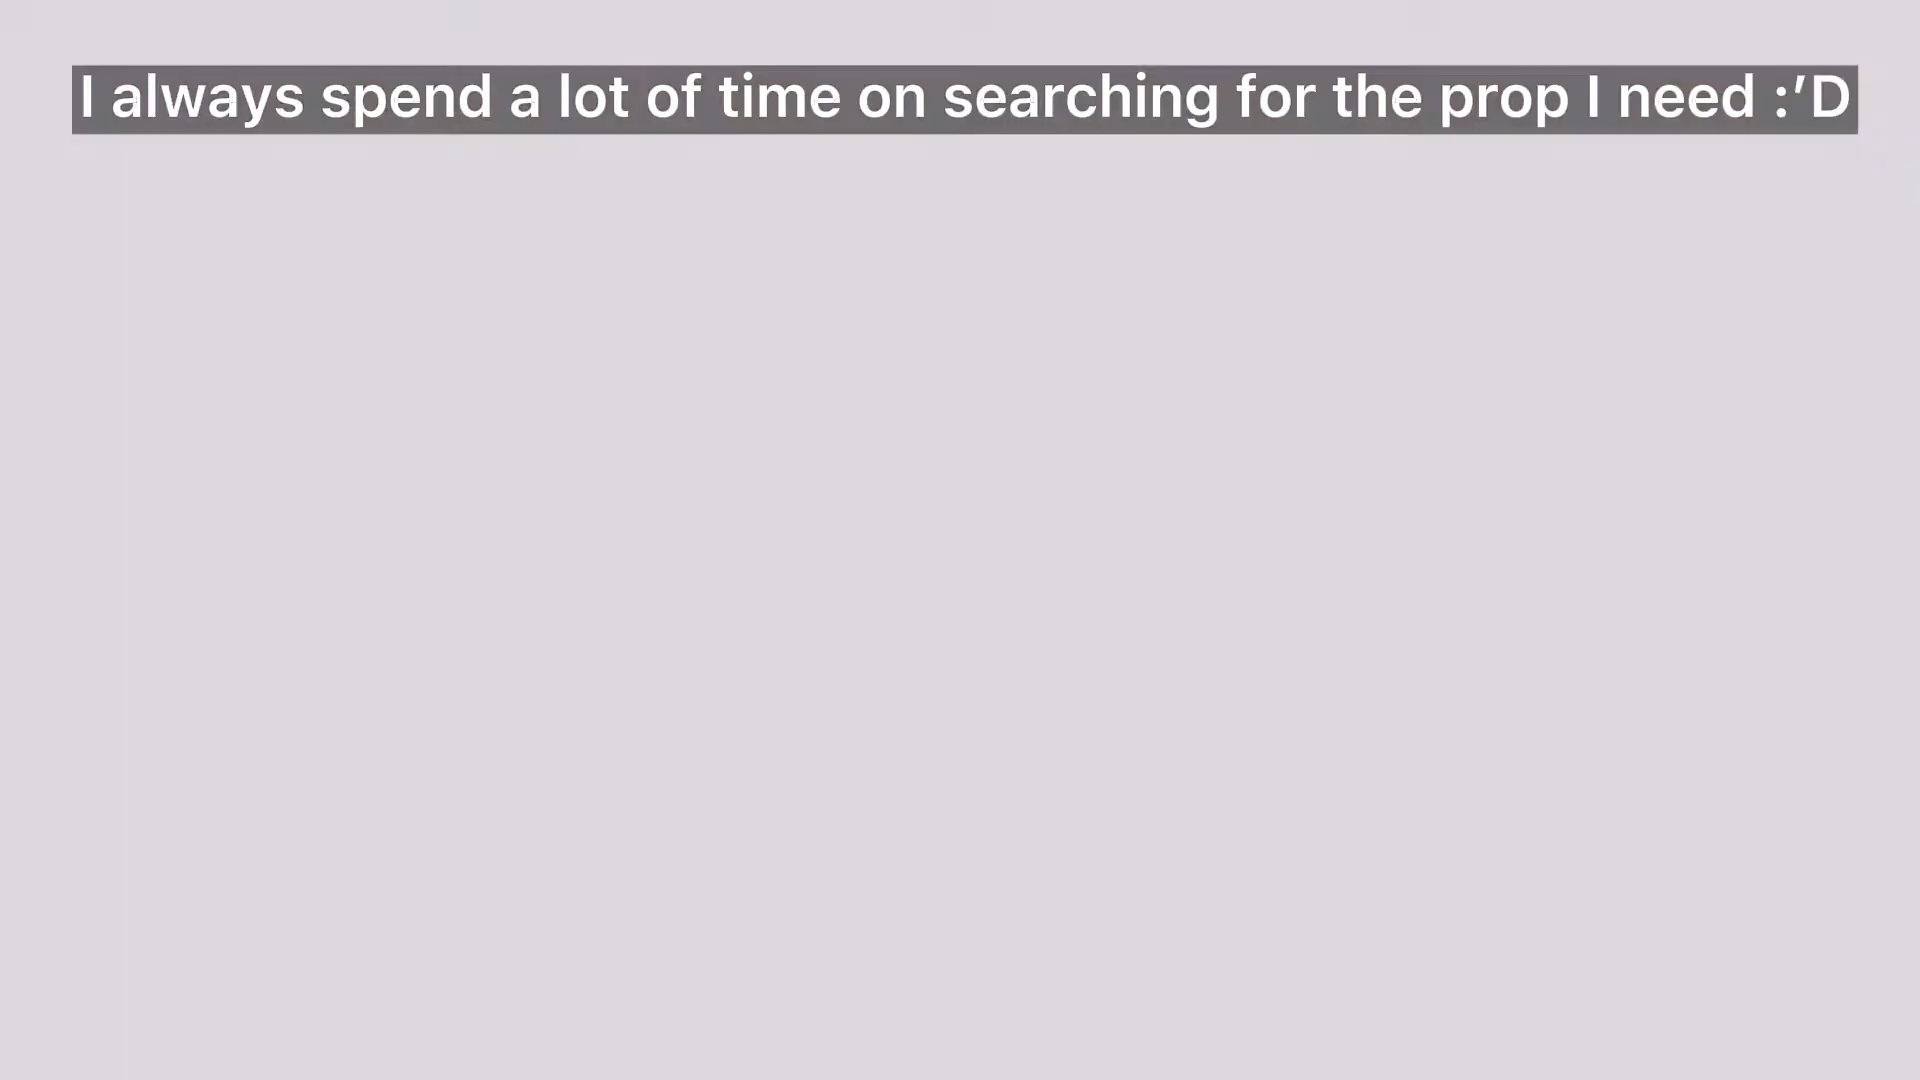 I always spend a lot of time on searching for the prop I need :’D